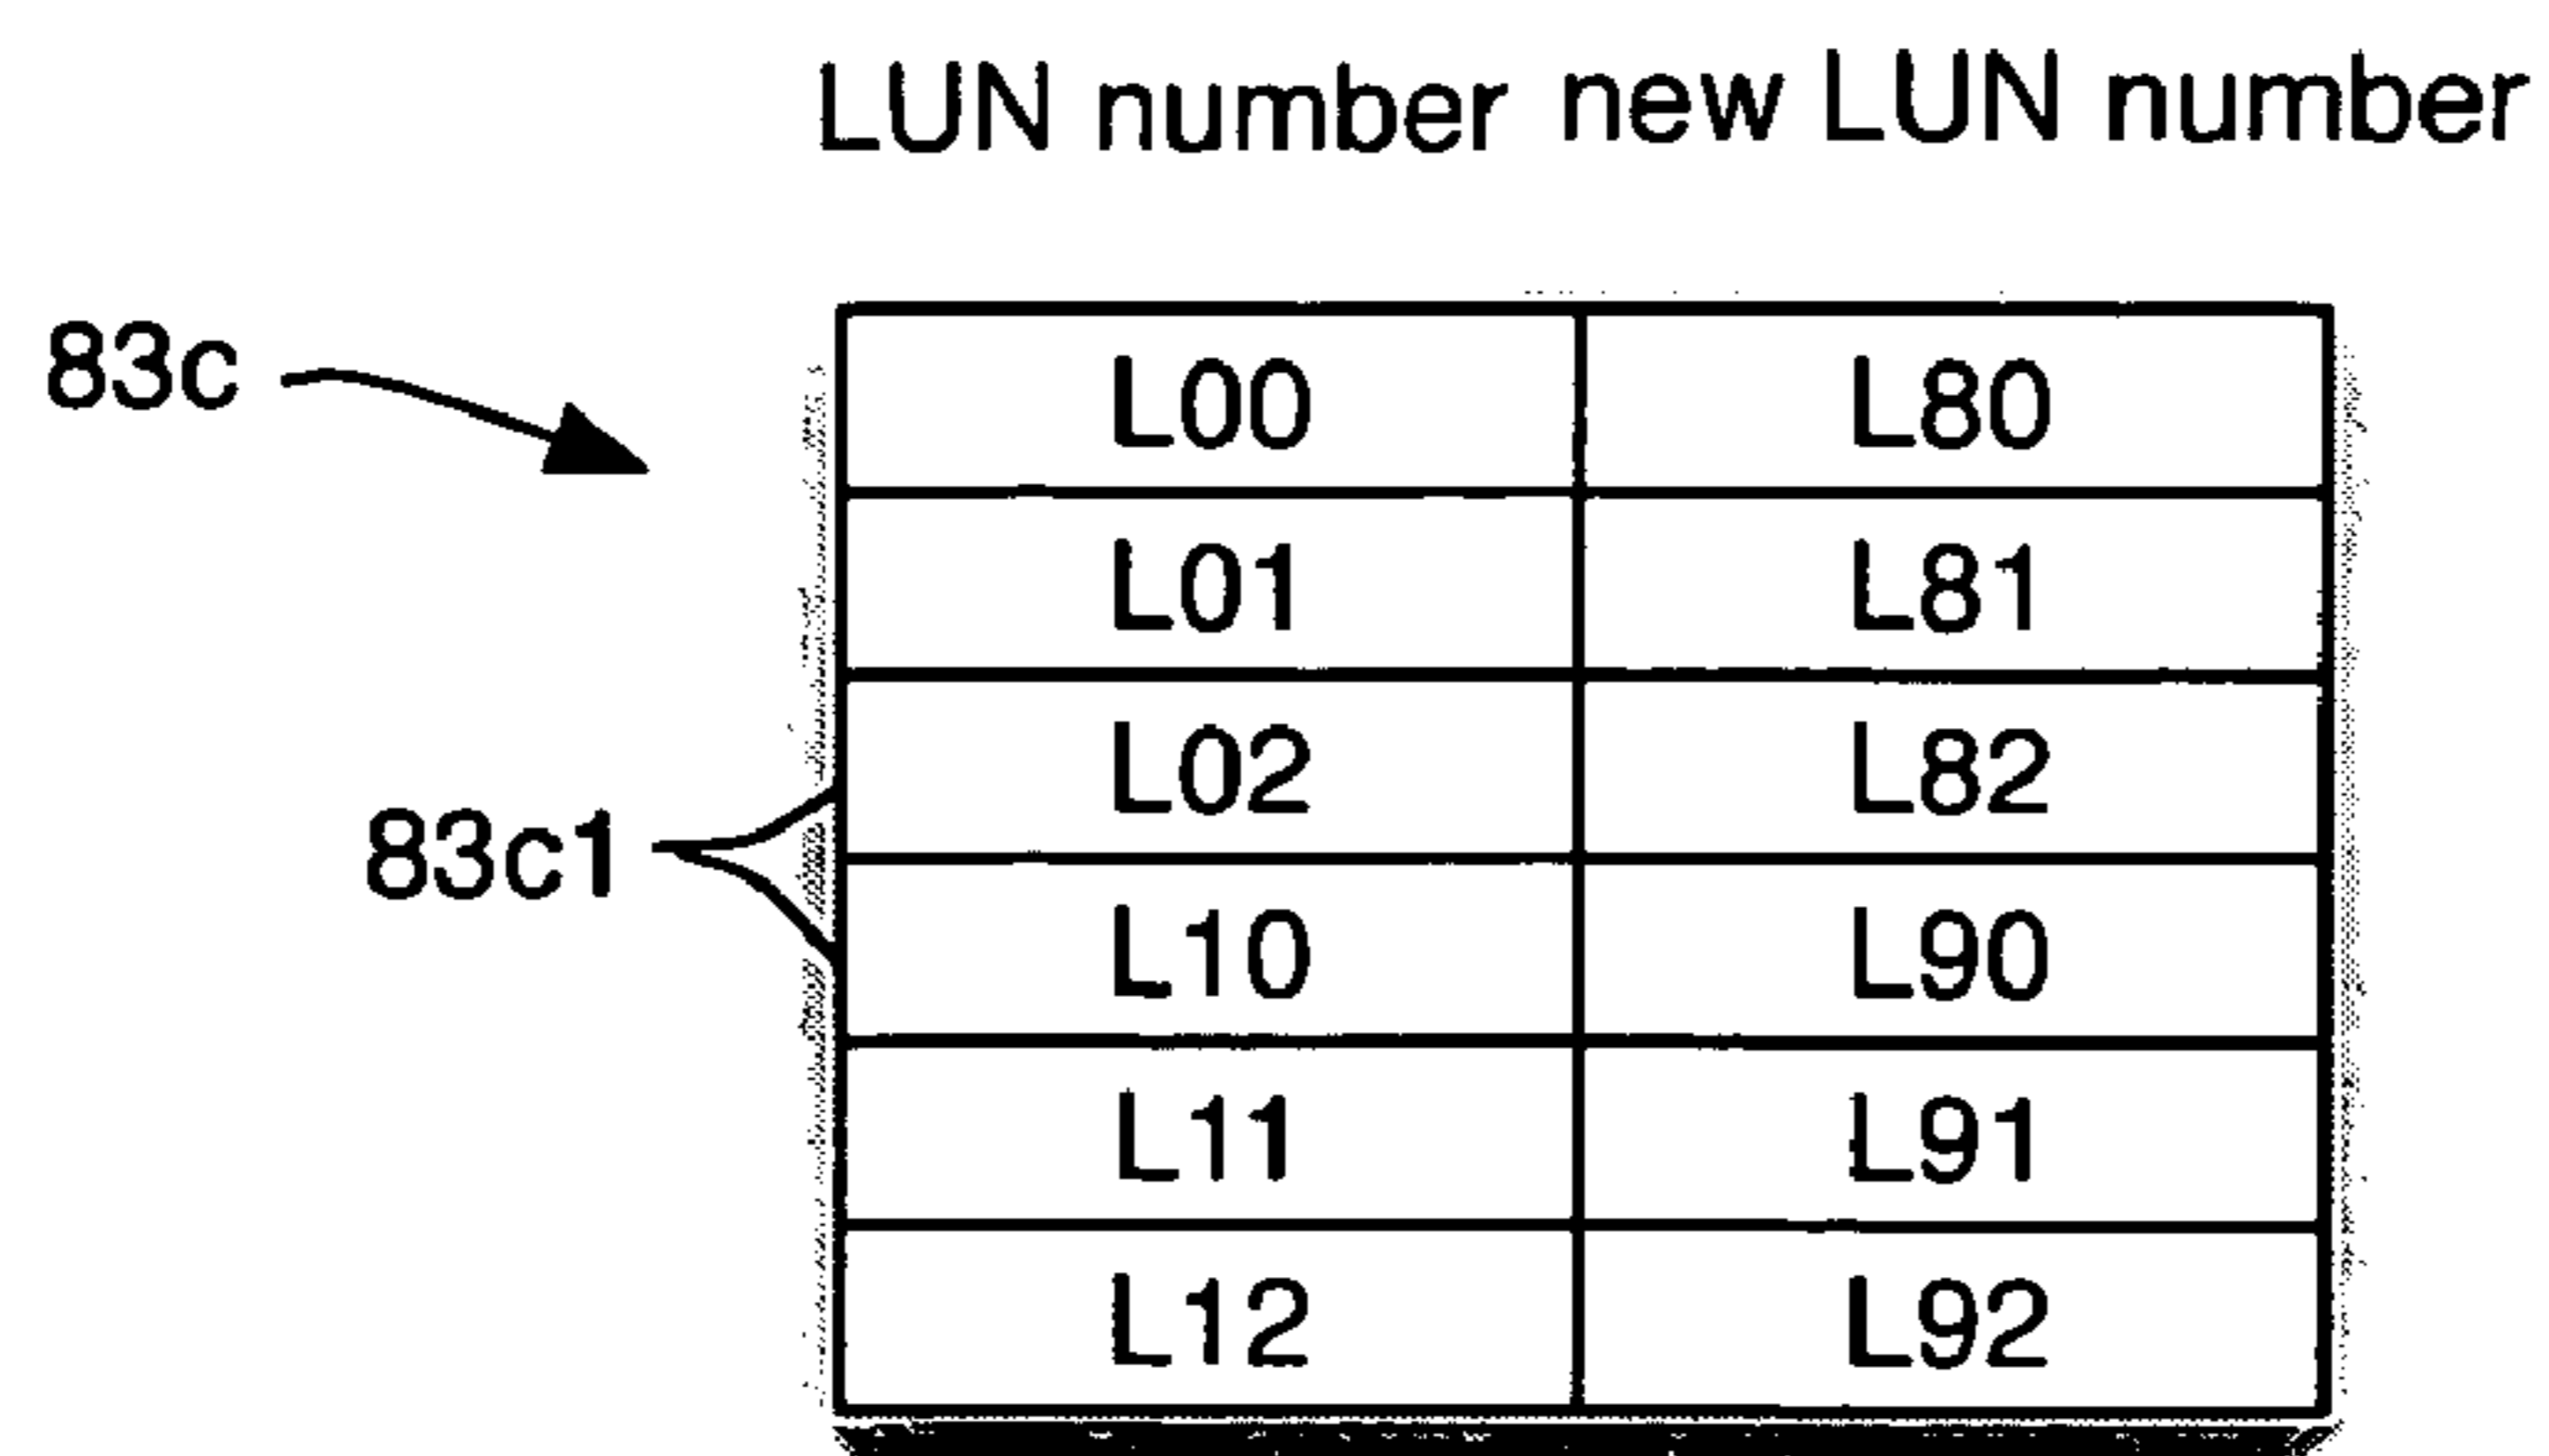 LUN number new LUN number
83c
L00 L80
L01 L81
L02 L82
83c1
L10 L90
L11 L91
L12 L92